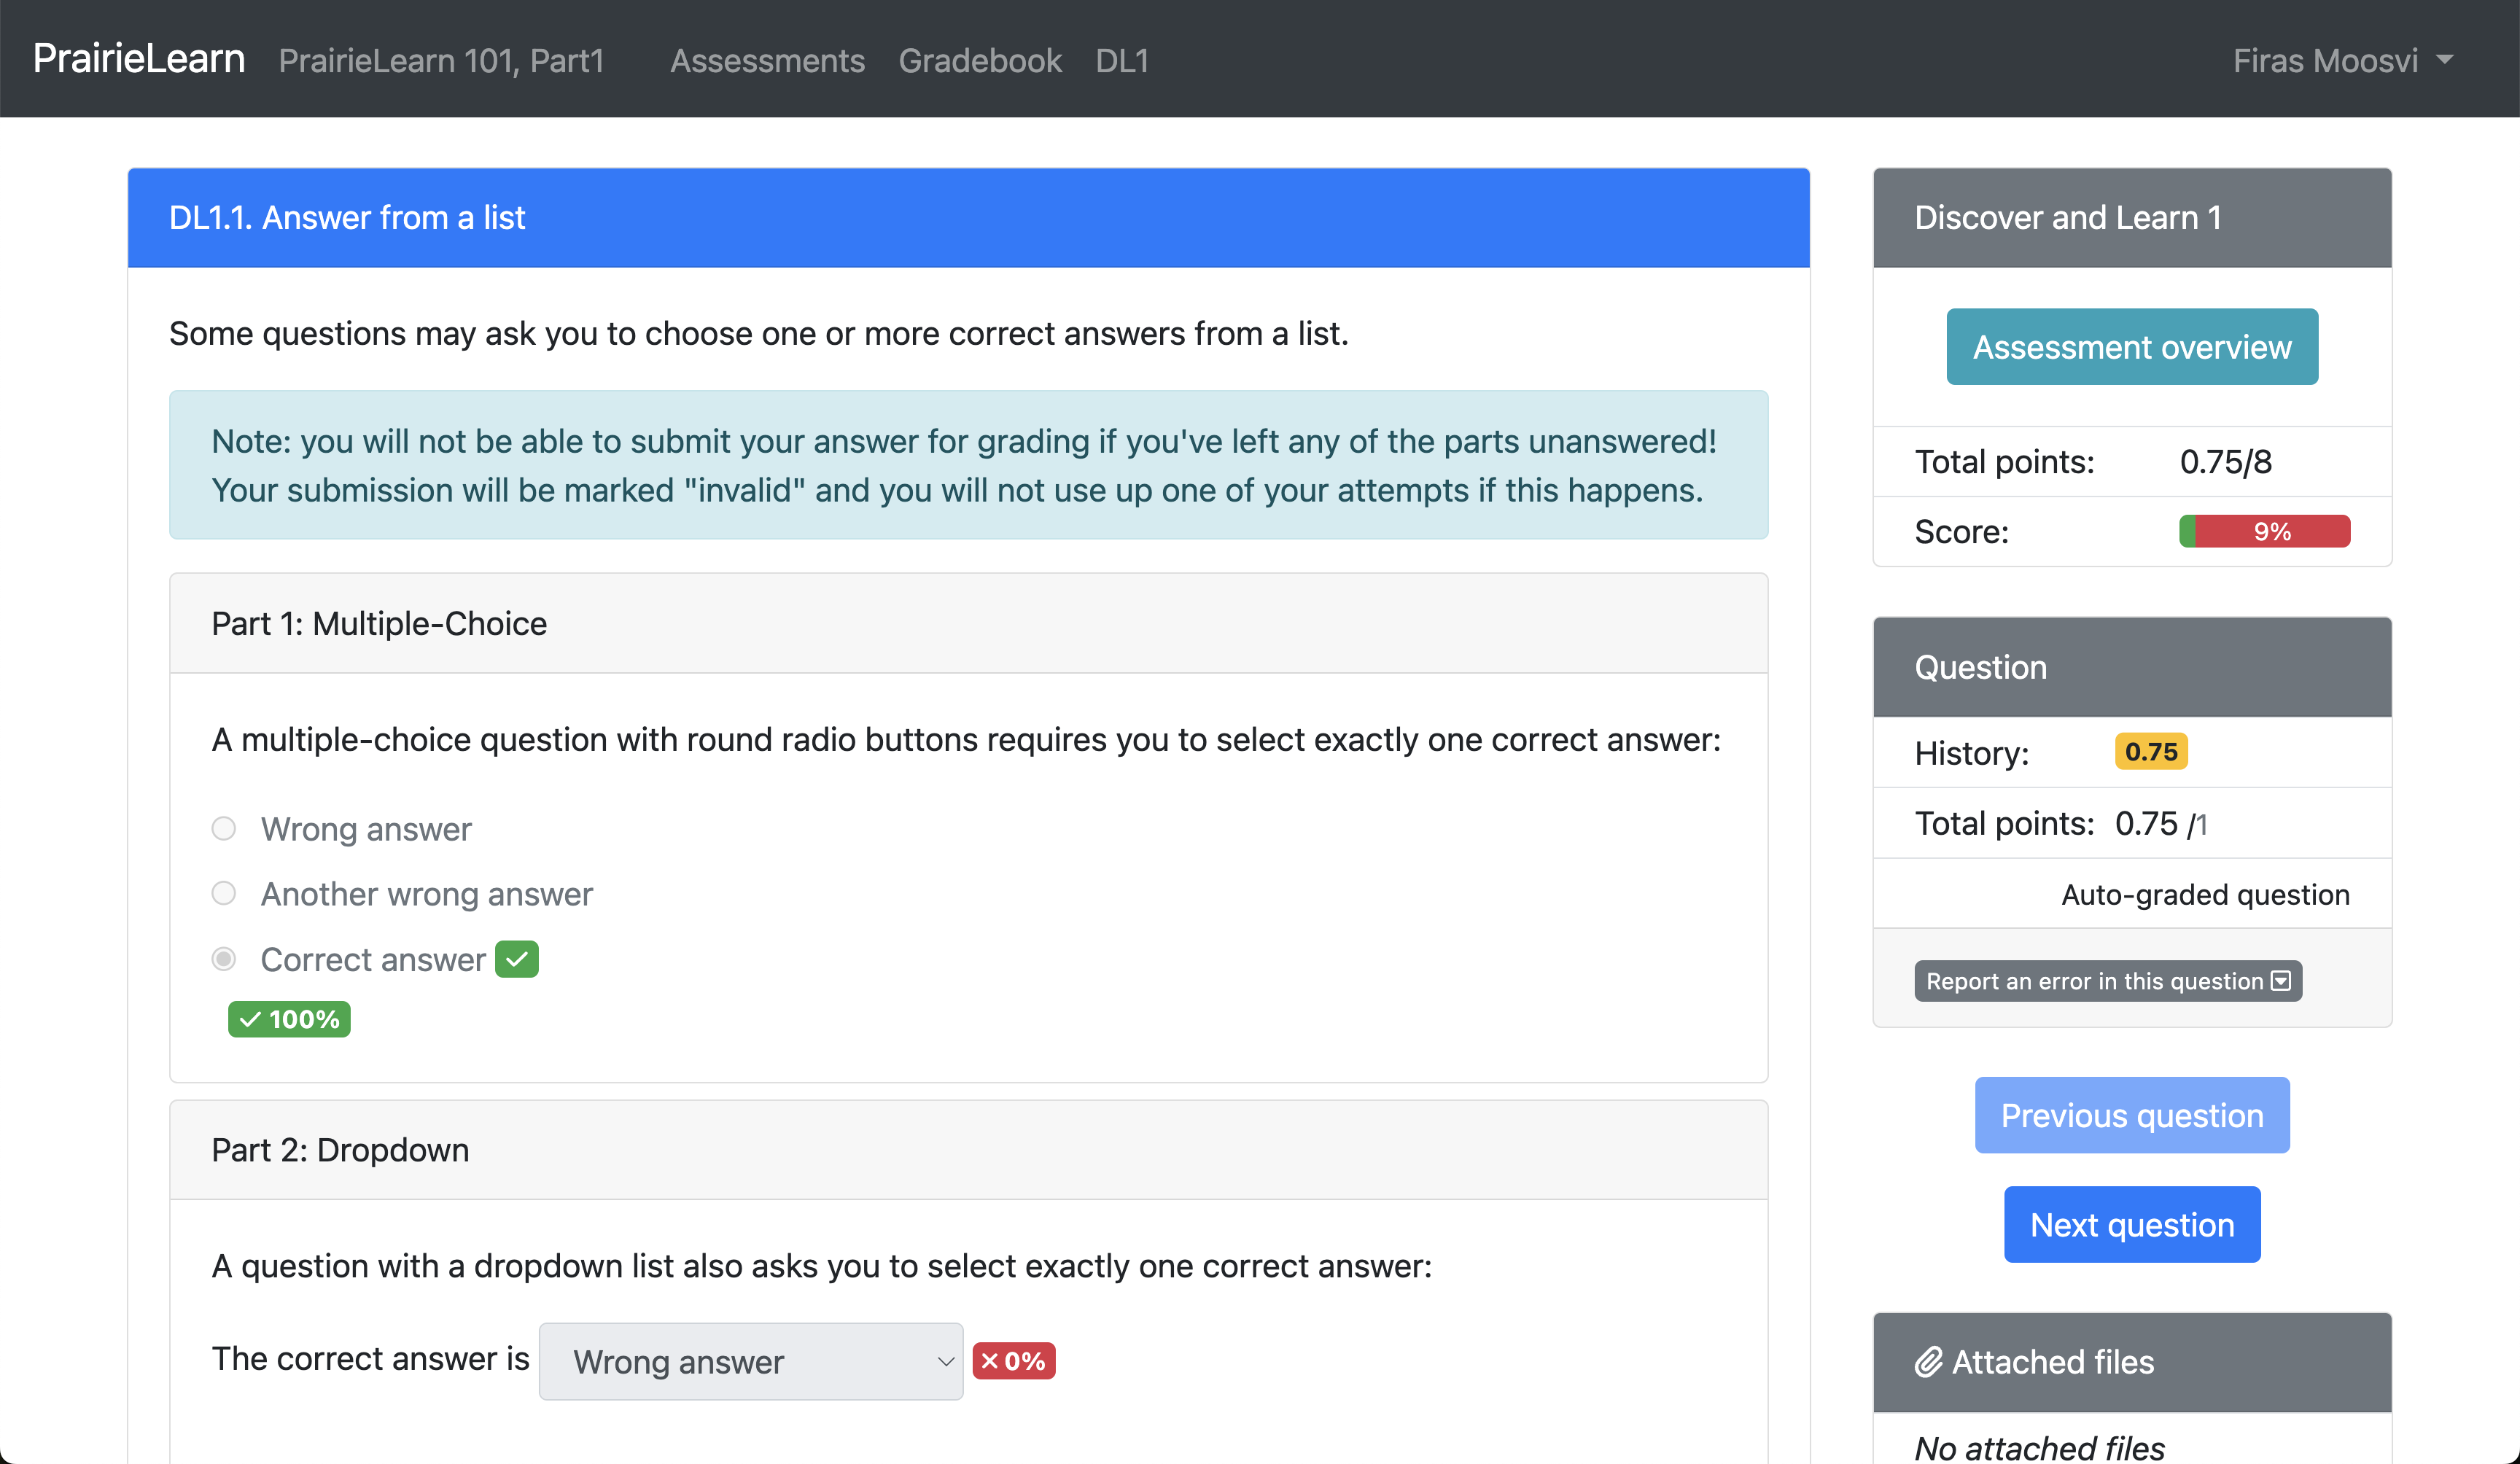 PrairieLearn PrairieLearn 101, Part1 Assessments Gradebook DL1 Firas Moosvi
DL1.1. Answer from a list
Some questions may ask you to choose one or more correct answers from a list.
Note: you will not be able to submit your answer for grading if you've left any of the parts unanswered!
Your submission will be marked "invalid" and you will not use up one of your attempts if this happens.
Part 1: Multiple-Choice
A multiple-choice question with round radio buttons requires you to select exactly one correct answer:
Wrong answer
Another wrong answer
Correct answer
100%
Part 2: Dropdown
A question with a dropdown list also asks you to select exactly one correct answer:
The correct answer is Wrong answer 0%
Discover and Learn 1
Assessment overview
Total points: 0.75/8
Score: 9%
Question
History: 0.75
Total points: 0.75 /1
Auto-graded question
Report an error in this question
Previous question
Next question
Attached files
No attached files